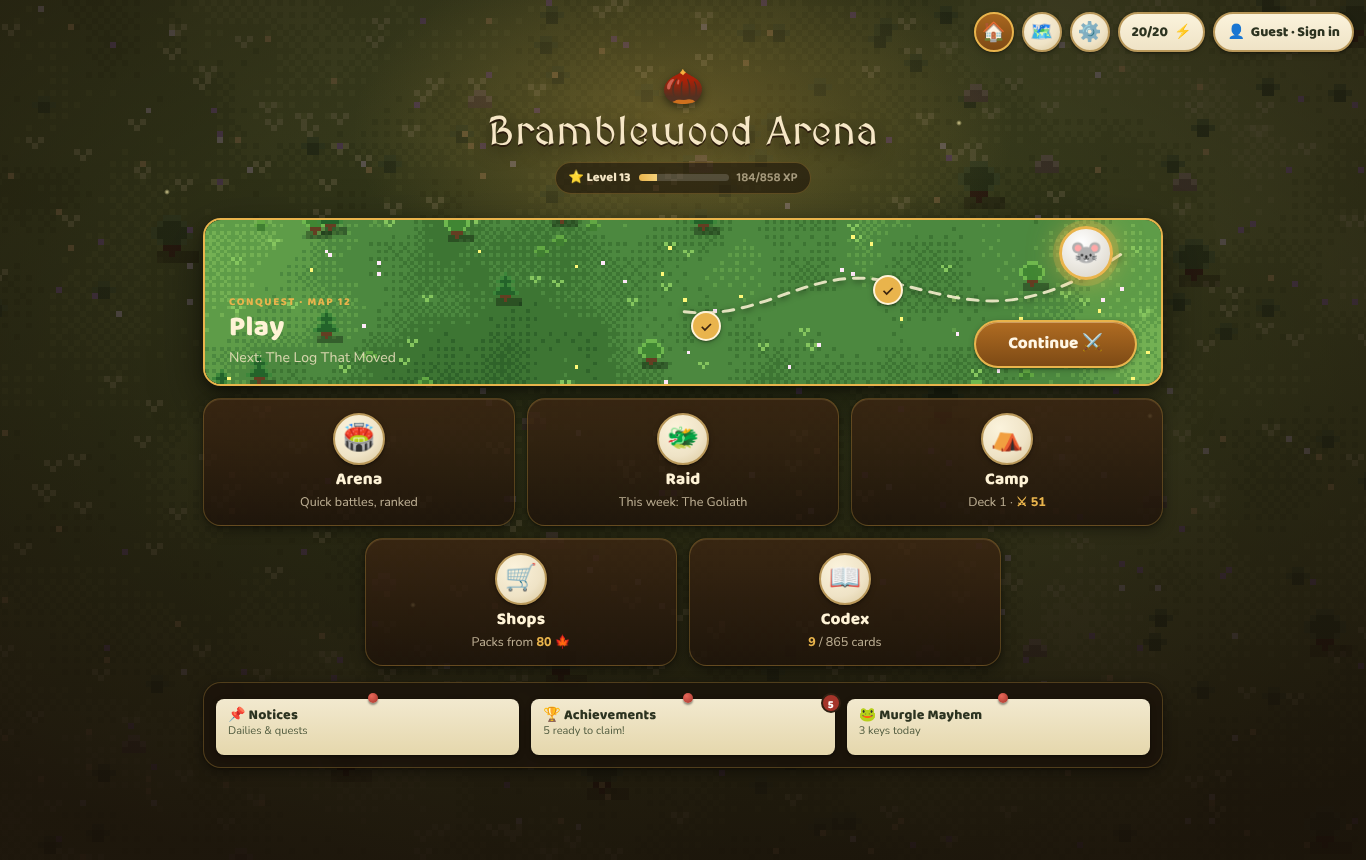 20/20
Guest · Sign in
Bramblewood Arena
Level 13
184/858 XP
CONQUEST · MAP 12
Play
Next: The Log That Moved
Continue
Arena
Quick battles, ranked
Raid
This week: The Goliath
Camp
Deck 1 · ⚔ 51
Shops
Packs from 80
Codex
9 / 865 cards
Notices
Dailies & quests
5
Achievements
5 ready to claim!
Murgle Mayhem
3 keys today